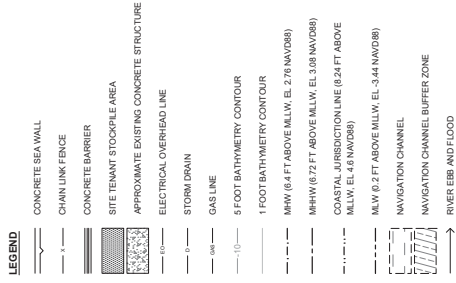 LEGEND
CONCRETE SEA WALL
X
CHAIN LINK FENCE
CONCRETE BARRIER
SITE TENANT STOCKPILE AREA
APPROXIMATE EXISTING CONCRETE STRUCTURE
EO
ELECTRICAL OVERHEAD LINE
D
STORM DRAIN
GAS
GAS LINE
-10
5 FOOT BATHYMETRY CONTOUR
1 FOOT BATHYMETRY CONTOUR
MHW (6.4 FT ABOVE MLLW, EL 2.76 NAVD88)
MHHW (6.72 FT ABOVE MLLW, EL 3.08 NAVD88)
COASTAL JURISDICTION LINE (8.24 FT ABOVE
MLLW, EL 4.6 NAVD88)
MLW (0.2 FT ABOVE MLLW, EL -3.44 NAVD88)
NAVIGATION CHANNEL
NAVIGATION CHANNEL BUFFER ZONE
RIVER EBB AND FLOOD